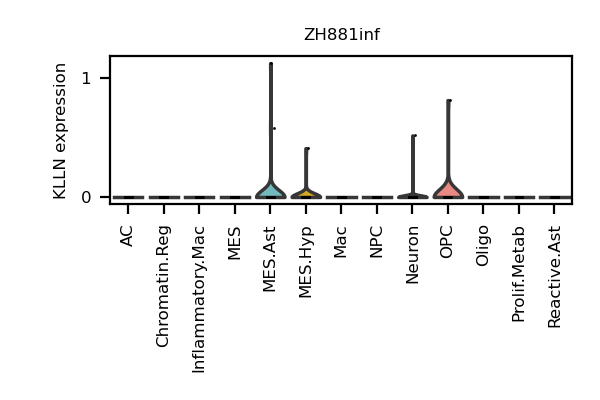 ZH881inf
KLLN expression
1
0
AC
Chromatin.Reg
Inflammatory.Mac
MES
MES.Ast
MES.Hyp
Mac
NPC
Neuron
OPC
Oligo
Prolif.Metab
Reactive.Ast